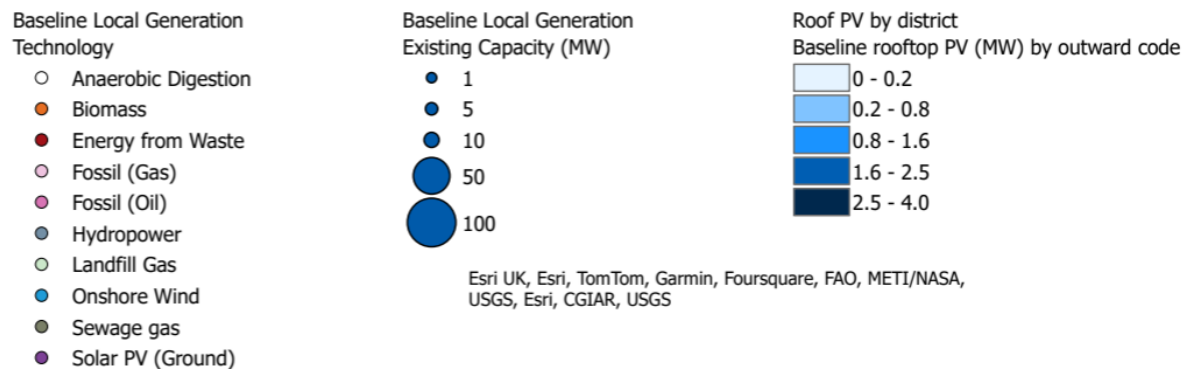 Baseline Local Generation
Technology
Anaerobic Digestion
Biomass
Energy from Waste
Fossil (Gas)
Fossil (Oil)
Hydropower
Landfill Gas
Onshore Wind
Sewage gas
Solar PV (Ground)
Baseline Local Generation
Existing Capacity (MW)
1
5
10
50
100
Roof PV by district
Baseline rooftop PV (MW) by outward code
0 - 0.2
0.2 - 0.8
0.8 - 1.6
1.6 - 2.5
2.5 - 4.0
Esri UK, Esri, TomTom, Garmin, Foursquare, FAO, METI/NASA,
USGS, Esri, CGIAR, USGS